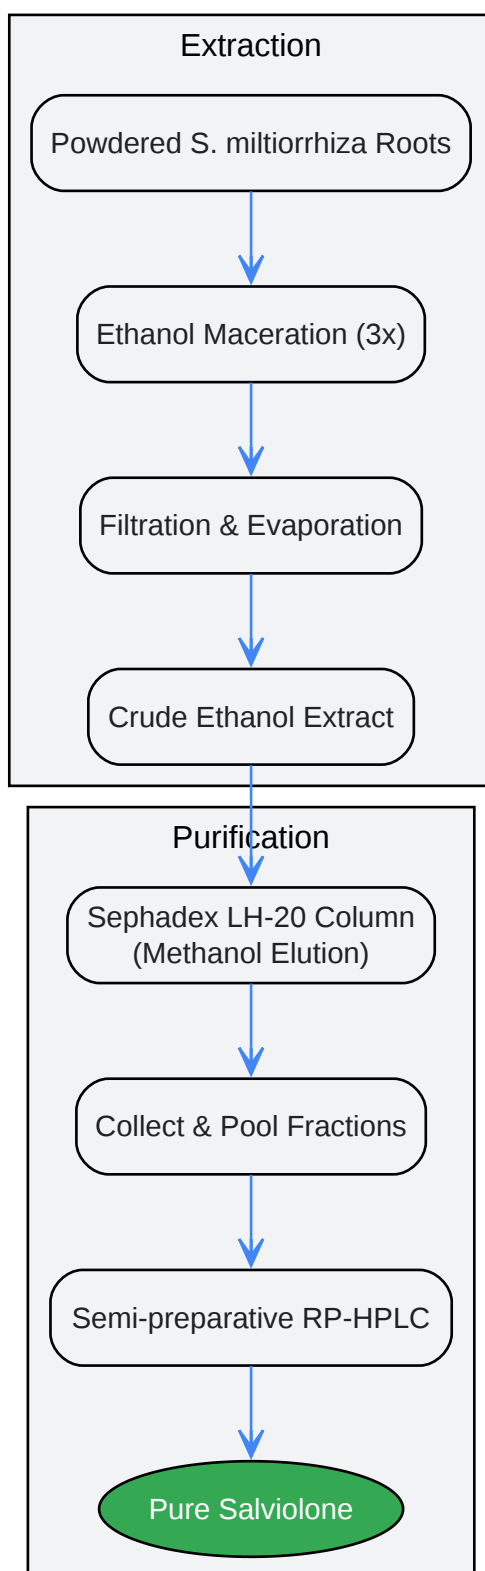 Extraction
Powdered S. miltiorrhiza Roots
Ethanol Maceration (3x)
Filtration & Evaporation
Crude Ethanol Extract
Purification
Sephadex LH-20 Column
(Methanol Elution)
Collect & Pool Fractions
Semi-preparative RP-HPLC
Pure Salviolone